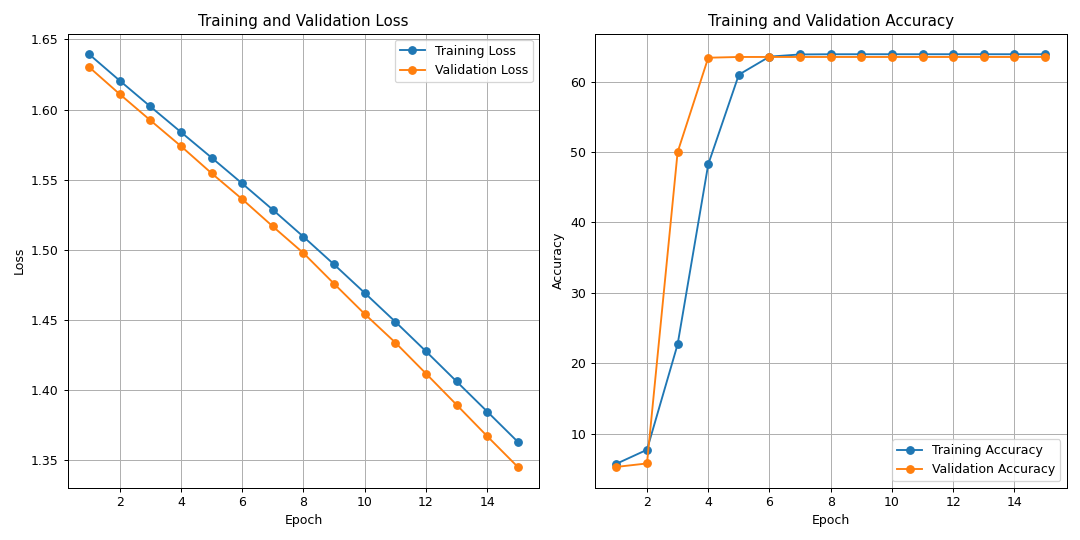 Training and Validation Loss
1.65
1.60
1.55
1.50
1.45
1.40
1.35
Loss
2
4
6
8
10
12
14
Epoch
Training Loss
Validation Loss
Training and Validation Accuracy
60
50
40
30
20
10
Accuracy
2
4
6
8
10
12
14
Epoch
Training Accuracy
Validation Accuracy